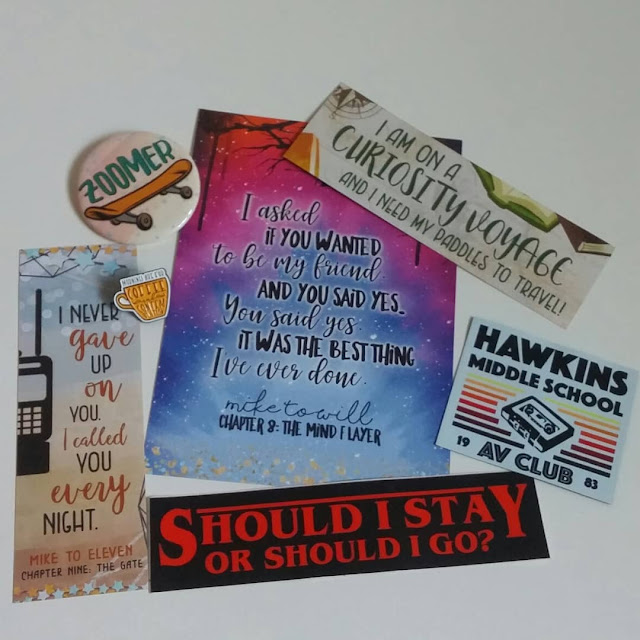 ZOOMER
I asked
IF YOU WANTED
to be my friend.
AND YOU SAID YES.
You said yes.
IT WAS THE BEST THING
I've ever done.
mike to will
CHAPTER 8: THE MIND FLAYER
I AM ON A
CURIOSITY VOYAGE
AND I NEED MY PADDLES TO TRAVEL!
I NEVER
gave
UP
on
YOU.
I called
YOU
every
NIGHT.
MIKE TO ELEVEN
CHAPTER NINE: THE GATE
HAWKINS
MIDDLE SCHOOL
19 AV CLUB 83
SHOULD I STAY
OR SHOULD I GO?